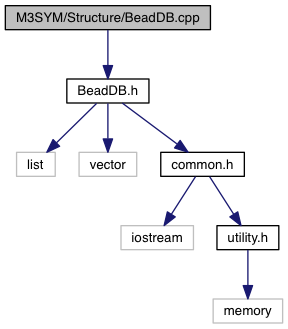 M3SYM/Structure/BeadDB.cpp
BeadDB.h
list
vector
common.h
iostream
utility.h
memory